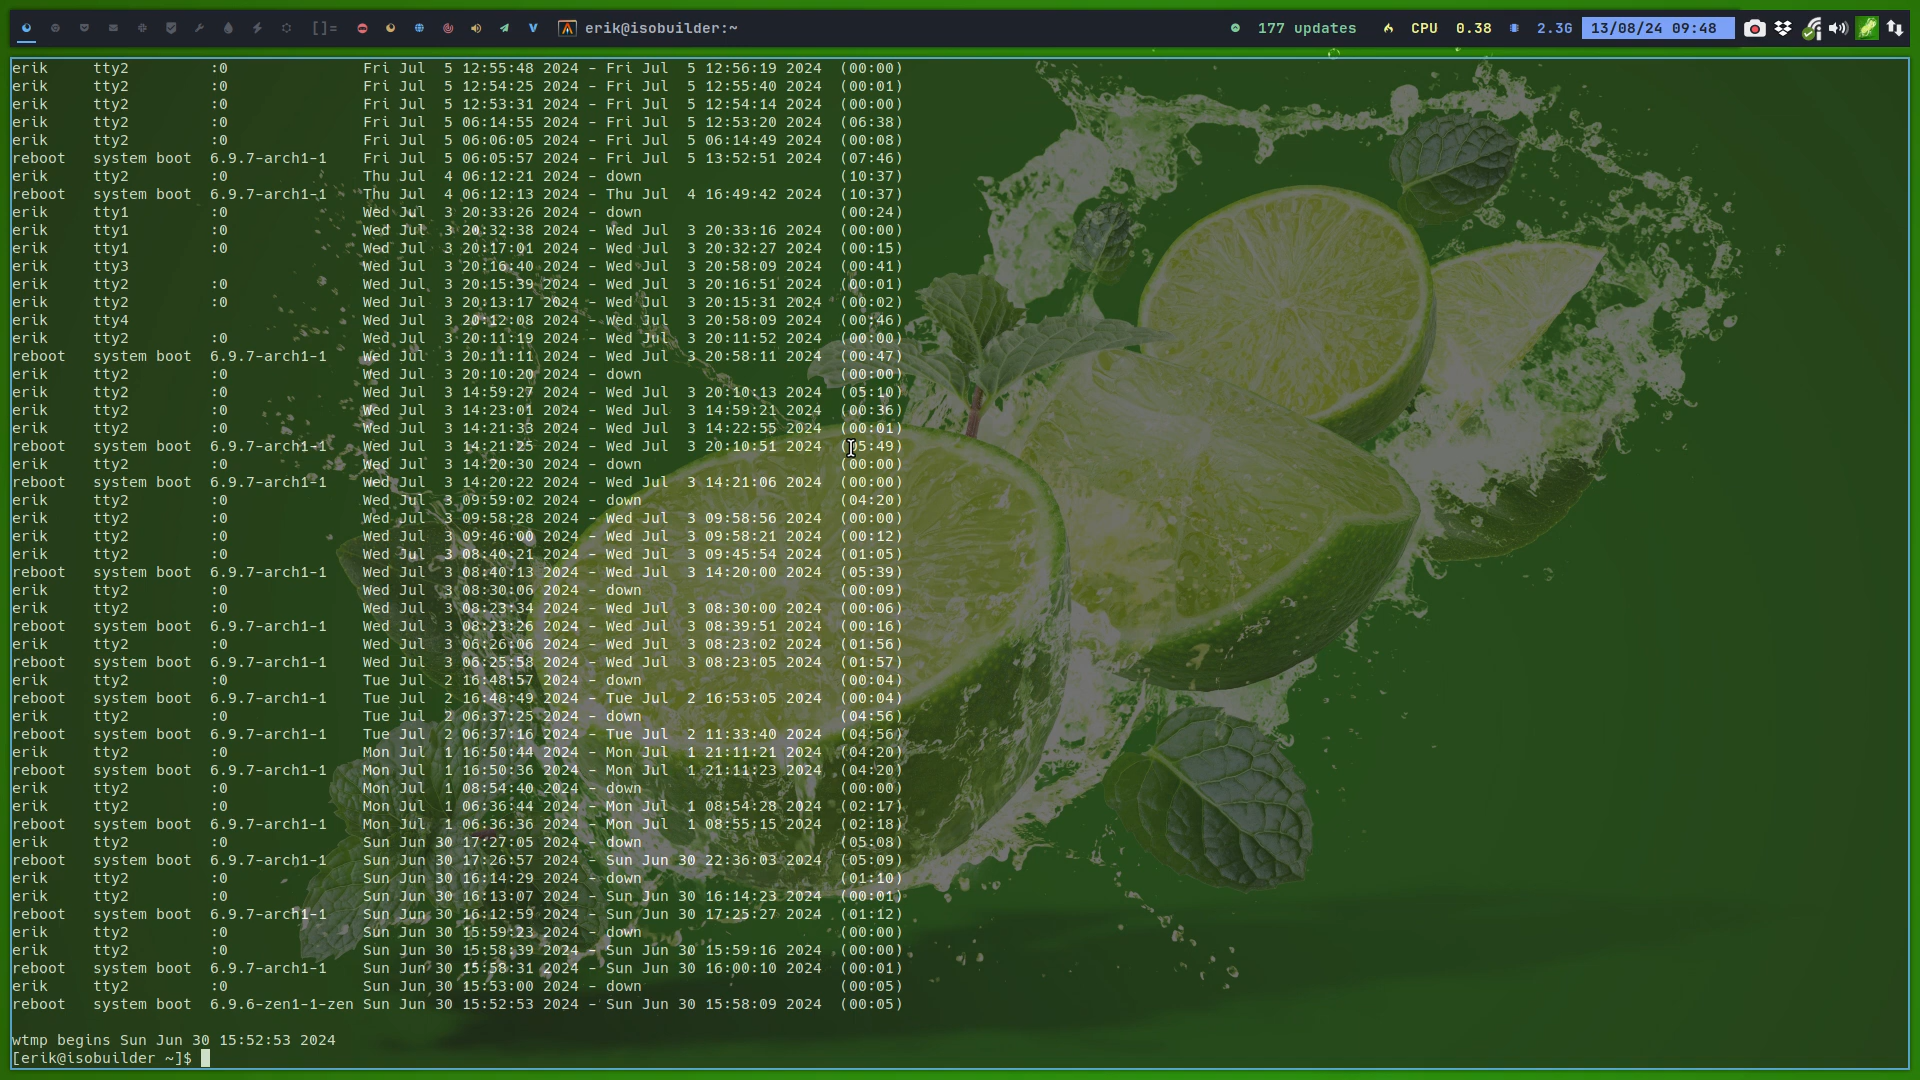 []= erik@isobuilder:~ 177 updates CPU 0.38 2.3G 13/08/24 09:48
erik     tty2         :0               Fri Jul  5 12:55:48 2024 - Fri Jul  5 12:56:19 2024  (00:00)
erik     tty2         :0               Fri Jul  5 12:54:25 2024 - Fri Jul  5 12:55:40 2024  (00:01)
erik     tty2         :0               Fri Jul  5 12:53:31 2024 - Fri Jul  5 12:54:14 2024  (00:00)
erik     tty2         :0               Fri Jul  5 06:14:55 2024 - Fri Jul  5 12:53:20 2024  (06:38)
erik     tty2         :0               Fri Jul  5 06:06:05 2024 - Fri Jul  5 06:14:49 2024  (00:08)
reboot   system boot  6.9.7-arch1-1    Fri Jul  5 06:05:57 2024 - Fri Jul  5 13:52:51 2024  (07:46)
erik     tty2         :0               Thu Jul  4 06:12:21 2024 - down                      (10:37)
reboot   system boot  6.9.7-arch1-1    Thu Jul  4 06:12:13 2024 - Thu Jul  4 16:49:42 2024  (10:37)
erik     tty1         :0               Wed Jul  3 20:33:26 2024 - down                      (00:24)
erik     tty1         :0               Wed Jul  3 20:32:38 2024 - Wed Jul  3 20:33:16 2024  (00:00)
erik     tty1         :0               Wed Jul  3 20:17:01 2024 - Wed Jul  3 20:32:27 2024  (00:15)
erik     tty3                          Wed Jul  3 20:16:40 2024 - Wed Jul  3 20:58:09 2024  (00:41)
erik     tty2         :0               Wed Jul  3 20:15:39 2024 - Wed Jul  3 20:16:51 2024  (00:01)
erik     tty2         :0               Wed Jul  3 20:13:17 2024 - Wed Jul  3 20:15:31 2024  (00:02)
erik     tty4                          Wed Jul  3 20:12:08 2024 - Wed Jul  3 20:58:09 2024  (00:46)
erik     tty2         :0               Wed Jul  3 20:11:19 2024 - Wed Jul  3 20:11:52 2024  (00:00)
reboot   system boot  6.9.7-arch1-1    Wed Jul  3 20:11:11 2024 - Wed Jul  3 20:58:11 2024  (00:47)
erik     tty2         :0               Wed Jul  3 20:10:20 2024 - down                      (00:00)
erik     tty2         :0               Wed Jul  3 14:59:27 2024 - Wed Jul  3 20:10:13 2024  (05:10)
erik     tty2         :0               Wed Jul  3 14:23:01 2024 - Wed Jul  3 14:59:21 2024  (00:36)
erik     tty2         :0               Wed Jul  3 14:21:33 2024 - Wed Jul  3 14:22:55 2024  (00:01)
reboot   system boot  6.9.7-arch1-1    Wed Jul  3 14:21:25 2024 - Wed Jul  3 20:10:51 2024  (05:49)
erik     tty2         :0               Wed Jul  3 14:20:30 2024 - down                      (00:00)
reboot   system boot  6.9.7-arch1-1    Wed Jul  3 14:20:22 2024 - Wed Jul  3 14:21:06 2024  (00:00)
erik     tty2         :0               Wed Jul  3 09:59:02 2024 - down                      (04:20)
erik     tty2         :0               Wed Jul  3 09:58:28 2024 - Wed Jul  3 09:58:56 2024  (00:00)
erik     tty2         :0               Wed Jul  3 09:46:00 2024 - Wed Jul  3 09:58:21 2024  (00:12)
erik     tty2         :0               Wed Jul  3 08:40:21 2024 - Wed Jul  3 09:45:54 2024  (01:05)
reboot   system boot  6.9.7-arch1-1    Wed Jul  3 08:40:13 2024 - Wed Jul  3 14:20:00 2024  (05:39)
erik     tty2         :0               Wed Jul  3 08:30:06 2024 - down                      (00:09)
erik     tty2         :0               Wed Jul  3 08:23:34 2024 - Wed Jul  3 08:30:00 2024  (00:06)
reboot   system boot  6.9.7-arch1-1    Wed Jul  3 08:23:26 2024 - Wed Jul  3 08:39:51 2024  (00:16)
erik     tty2         :0               Wed Jul  3 06:26:06 2024 - Wed Jul  3 08:23:02 2024  (01:56)
reboot   system boot  6.9.7-arch1-1    Wed Jul  3 06:25:58 2024 - Wed Jul  3 08:23:05 2024  (01:57)
erik     tty2         :0               Tue Jul  2 16:48:57 2024 - down                      (00:04)
reboot   system boot  6.9.7-arch1-1    Tue Jul  2 16:48:49 2024 - Tue Jul  2 16:53:05 2024  (00:04)
erik     tty2         :0               Tue Jul  2 06:37:25 2024 - down                      (04:56)
reboot   system boot  6.9.7-arch1-1    Tue Jul  2 06:37:16 2024 - Tue Jul  2 11:33:40 2024  (04:56)
erik     tty2         :0               Mon Jul  1 16:50:44 2024 - Mon Jul  1 21:11:21 2024  (04:20)
reboot   system boot  6.9.7-arch1-1    Mon Jul  1 16:50:36 2024 - Mon Jul  1 21:11:23 2024  (04:20)
erik     tty2         :0               Mon Jul  1 08:54:40 2024 - down                      (00:00)
erik     tty2         :0               Mon Jul  1 06:36:44 2024 - Mon Jul  1 08:54:28 2024  (02:17)
reboot   system boot  6.9.7-arch1-1    Mon Jul  1 06:36:36 2024 - Mon Jul  1 08:55:15 2024  (02:18)
erik     tty2         :0               Sun Jun 30 17:27:05 2024 - down                      (05:08)
reboot   system boot  6.9.7-arch1-1    Sun Jun 30 17:26:57 2024 - Sun Jun 30 22:36:03 2024  (05:09)
erik     tty2         :0               Sun Jun 30 16:14:29 2024 - down                      (01:10)
erik     tty2         :0               Sun Jun 30 16:13:07 2024 - Sun Jun 30 16:14:23 2024  (00:01)
reboot   system boot  6.9.7-arch1-1    Sun Jun 30 16:12:59 2024 - Sun Jun 30 17:25:27 2024  (01:12)
erik     tty2         :0               Sun Jun 30 15:59:23 2024 - down                      (00:00)
erik     tty2         :0               Sun Jun 30 15:58:39 2024 - Sun Jun 30 15:59:16 2024  (00:00)
reboot   system boot  6.9.7-arch1-1    Sun Jun 30 15:58:31 2024 - Sun Jun 30 16:00:10 2024  (00:01)
erik     tty2         :0               Sun Jun 30 15:53:00 2024 - down                      (00:05)
reboot   system boot  6.9.6-zen1-1-zen Sun Jun 30 15:52:53 2024 - Sun Jun 30 15:58:09 2024  (00:05)

wtmp begins Sun Jun 30 15:52:53 2024
[erik@isobuilder ~]$